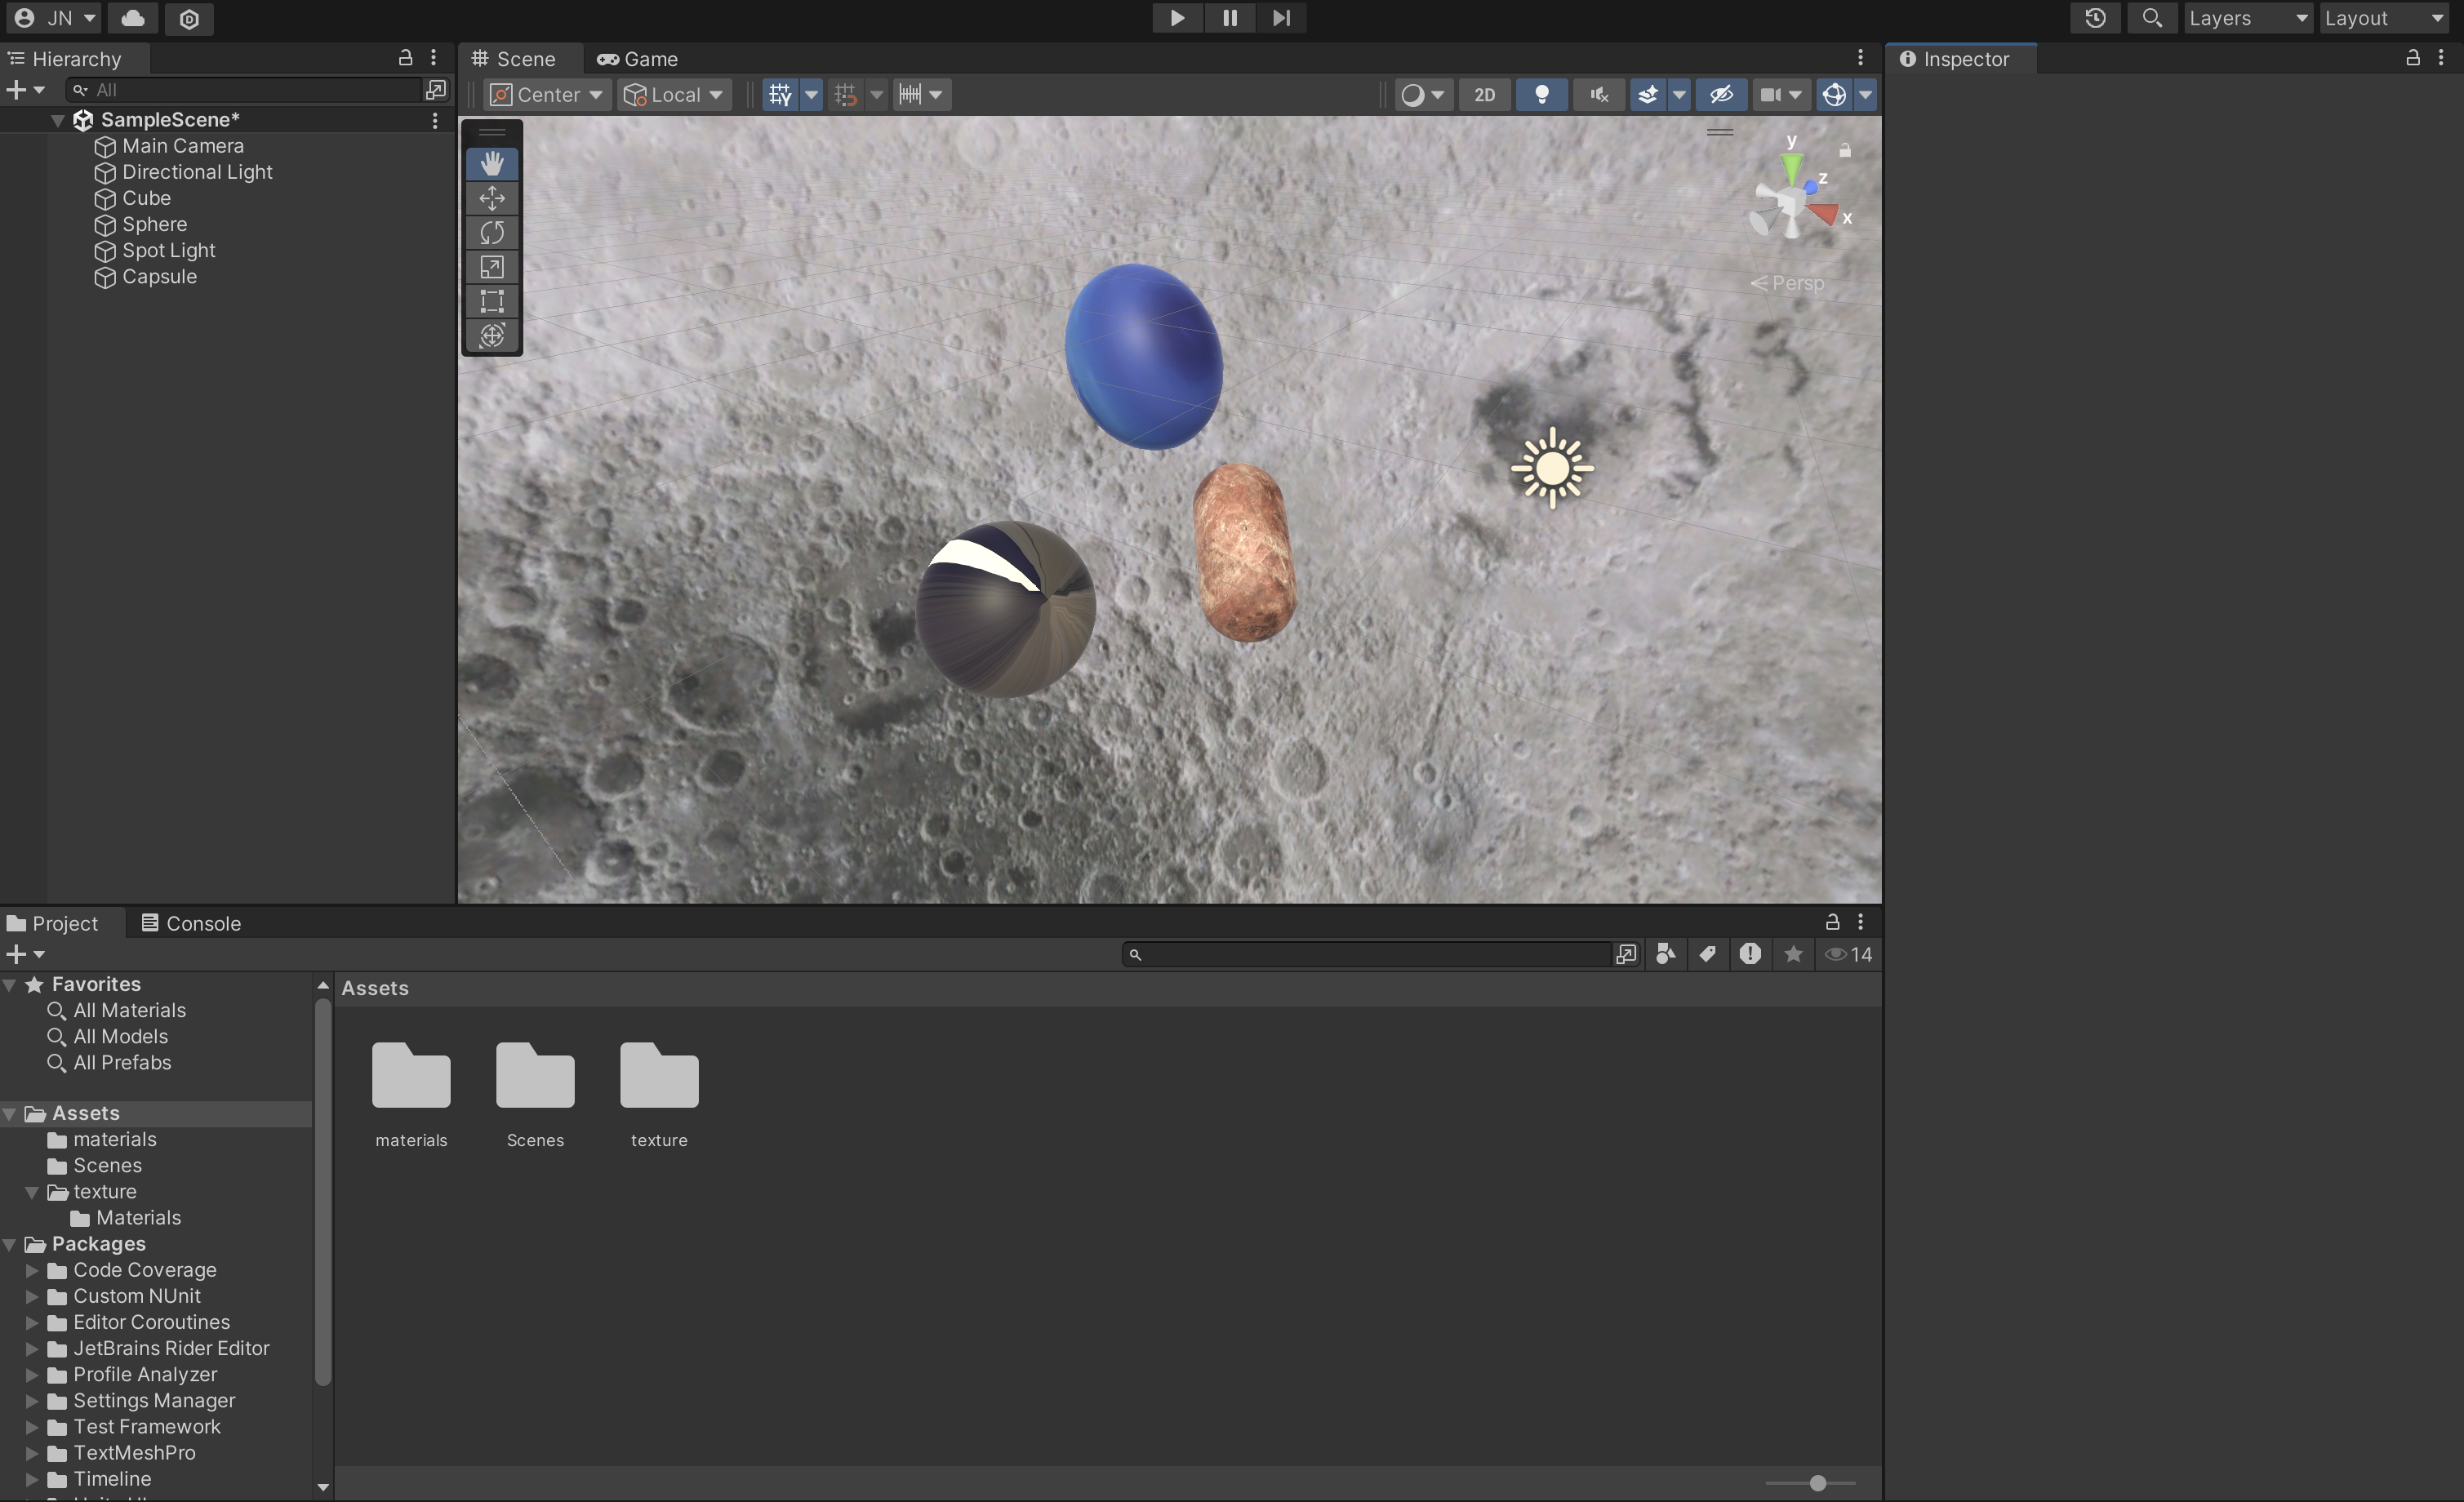 JN
Layers
Layout
Hierarchy
Scene
Game
Inspector
All
Center
Local
2D
SampleScene*
Main Camera
Directional Light
Cube
Sphere
Spot Light
Capsule
y
z
x
Persp
Project
Console
14
Favorites
All Materials
All Models
All Prefabs
Assets
materials
Scenes
texture
Materials
Packages
Code Coverage
Custom NUnit
Editor Coroutines
JetBrains Rider Editor
Profile Analyzer
Settings Manager
Test Framework
TextMeshPro
Timeline
Assets
materials
Scenes
texture